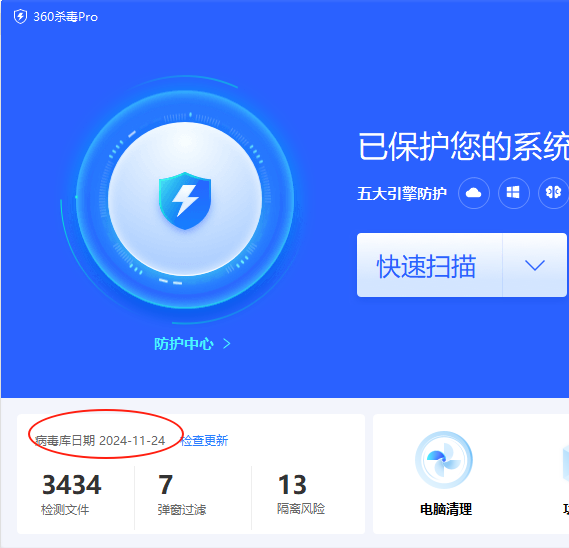 360杀毒Pro
已保护您的系统
五大引擎防护
快速扫描
防护中心
病毒库日期 2024-11-24 检查更新
3434 7 13
检测文件 弹窗过滤 隔离风险
电脑清理